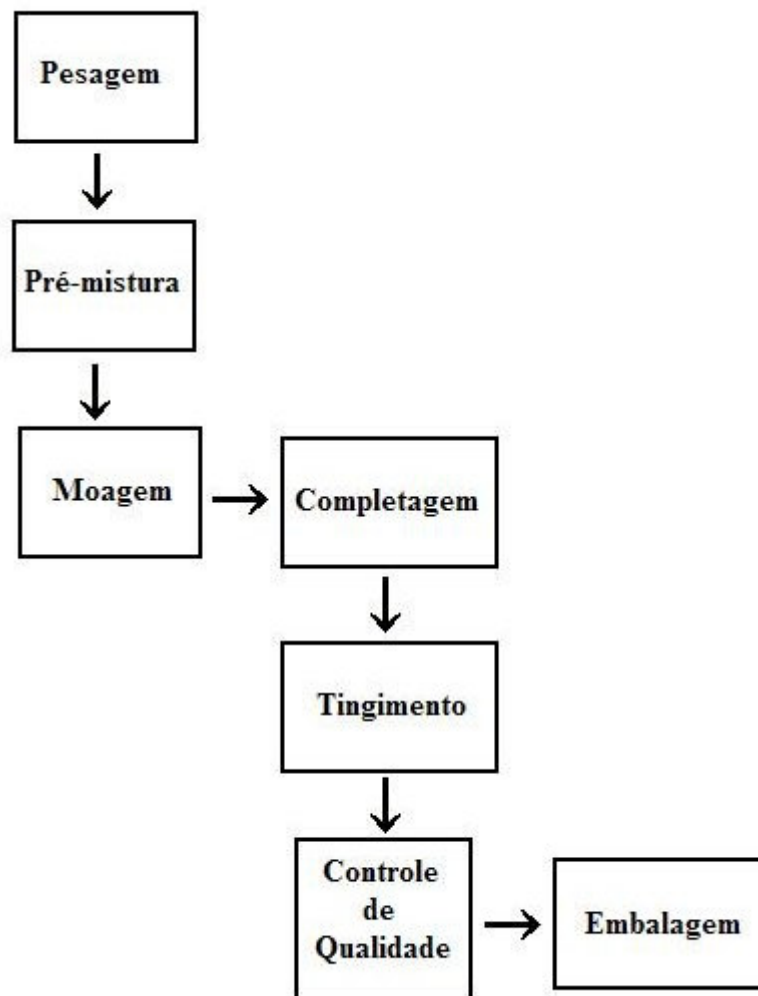 Pesagem
Pré-mistura
Moagem
Completagem
Tingimento
Controle
de
Qualidade
Embalagem